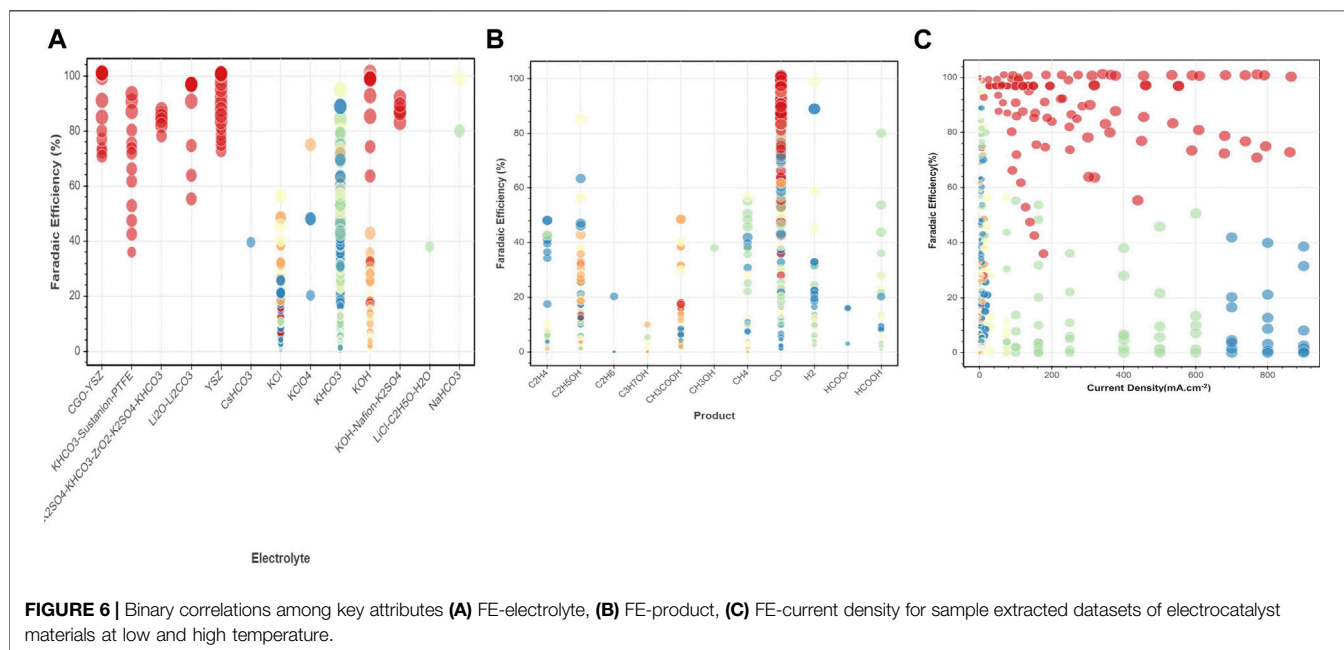 A
B
C
Faradaic Efficiency (%)
100
80
60
40
20
0
CGO-YSZ
KHCO3-Sustanion-PTFE
K2SO4-KHCO3-ZrO2-K2SO4-KHCO3
Li2O-Li2CO3
YSZ
CsHCO3
KCl
KClO4
KHCO3
KOH
KOH-Nafion-K2SO4
LiCl-C2H5O-H2O
NaHCO3
Electrolyte
Faradaic Efficiency (%)
100
80
60
40
20
0
C2H4
C2H5OH
C2H6
C3H7OH
CH3COOH
CH3OH
CH4
CO
H2
HCOO-
HCOOH
Product
Faradaic Efficiency(%)
100
80
60
40
20
0
0
200
400
600
800
Current Density(mA.cm-2)
FIGURE 6 | Binary correlations among key attributes (A) FE-electrolyte, (B) FE-product, (C) FE-current density for sample extracted datasets of electrocatalyst
materials at low and high temperature.